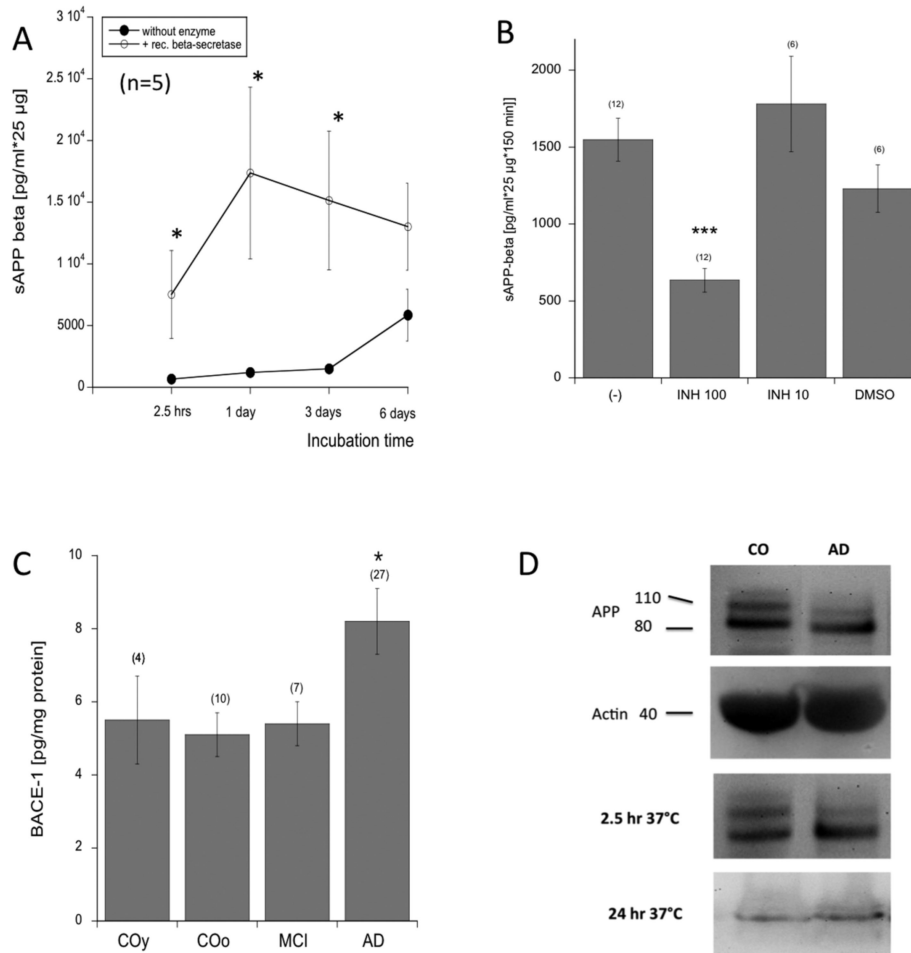 A
3 10⁴
2.5 10⁴
2 10⁴
1.5 10⁴
1 10⁴
5000
0
sAPP beta [pg/ml*25 µg]
without enzyme
+ rec. beta-secretase
(n=5)
*
*
*
2.5 hrs
1 day
3 days
6 days
Incubation time
B
2000
1500
1000
500
0
sAPP-beta [pg/ml*25 µg*150 min]]
(12)
***
(12)
(6)
(6)
(-)
INH 100
INH 10
DMSO
C
10
8
6
4
2
0
BACE-1 [pg/mg protein]
(4)
(10)
(7)
*
(27)
COy
COo
MCI
AD
D
CO
AD
APP
110
80
Actin 40
2.5 hr 37°C
24 hr 37°C